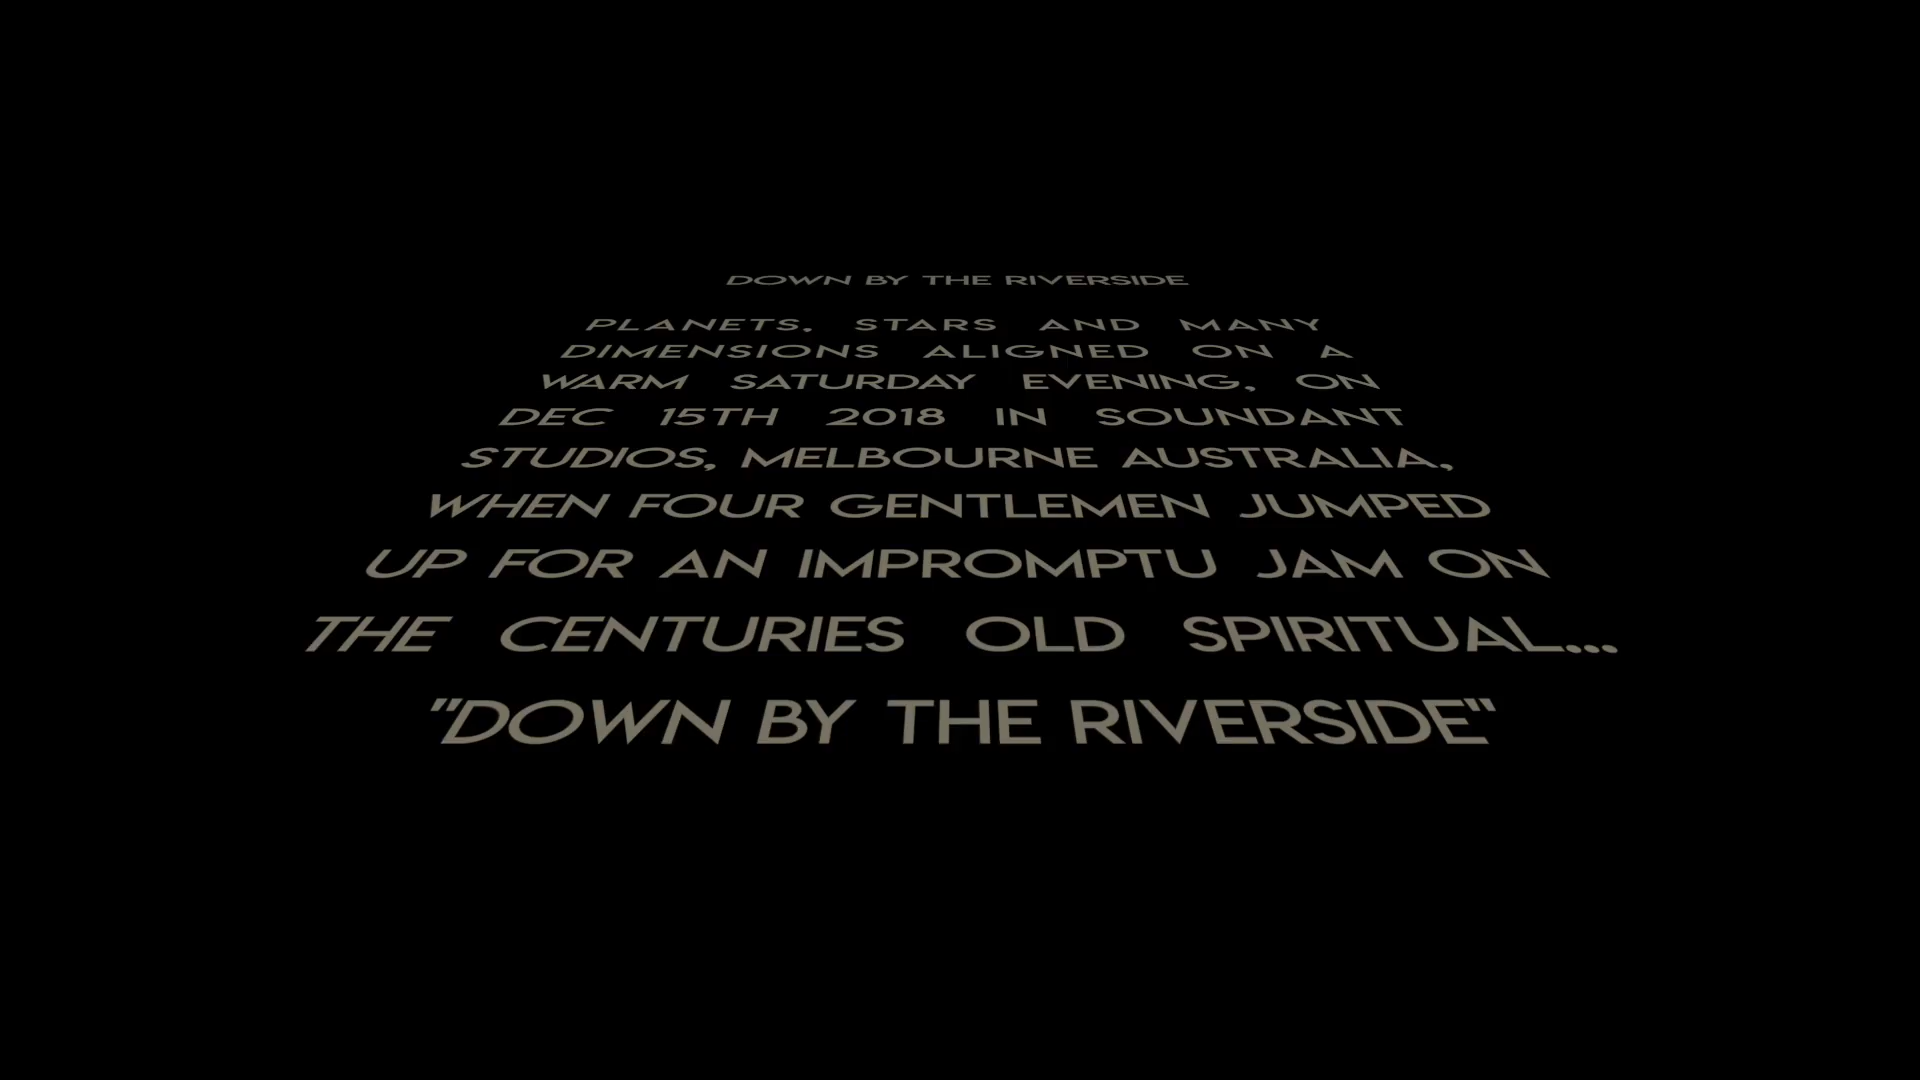 DOWN BY THE RIVERSIDE
PLANETS, STARS AND MANY
DIMENSIONS ALIGNED ON A
WARM SATURDAY EVENING, ON
DEC 15TH 2018 IN SOUNDANT
STUDIOS, MELBOURNE AUSTRALIA,
WHEN FOUR GENTLEMEN JUMPED
UP FOR AN IMPROMPTU JAM ON
THE CENTURIES OLD SPIRITUAL...
"DOWN BY THE RIVERSIDE"